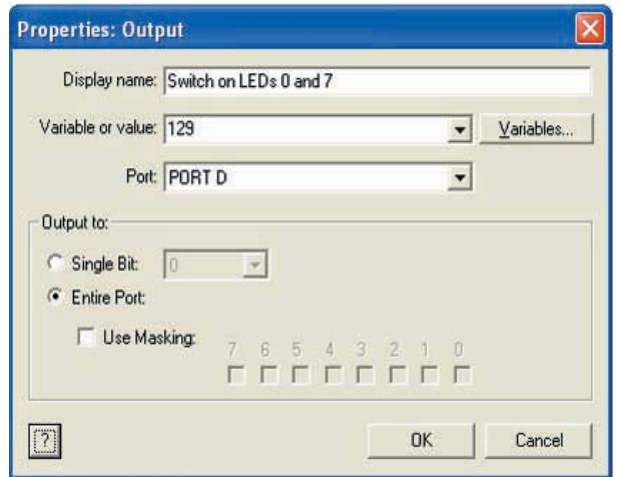 Properties: Output
Display name: Switch on LEDs 0 and 7
Variable or value: 129 Variables...
Port: PORT D
Output to:
Single Bit: 0
Entire Port:
Use Masking: 7 6 5 4 3 2 1 0
? OK Cancel